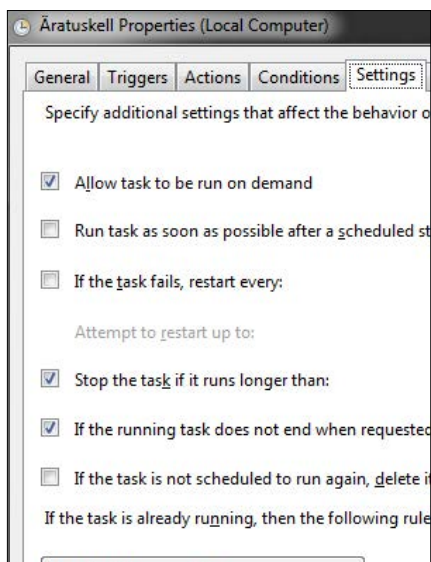 Äratuskell Properties (Local Computer)
General Triggers Actions Conditions Settings
Specify additional settings that affect the behavior o
Allow task to be run on demand
Run task as soon as possible after a scheduled st
If the task fails, restart every:
Attempt to restart up to:
Stop the task if it runs longer than:
If the running task does not end when requested
If the task is not scheduled to run again, delete i
If the task is already running, then the following rule